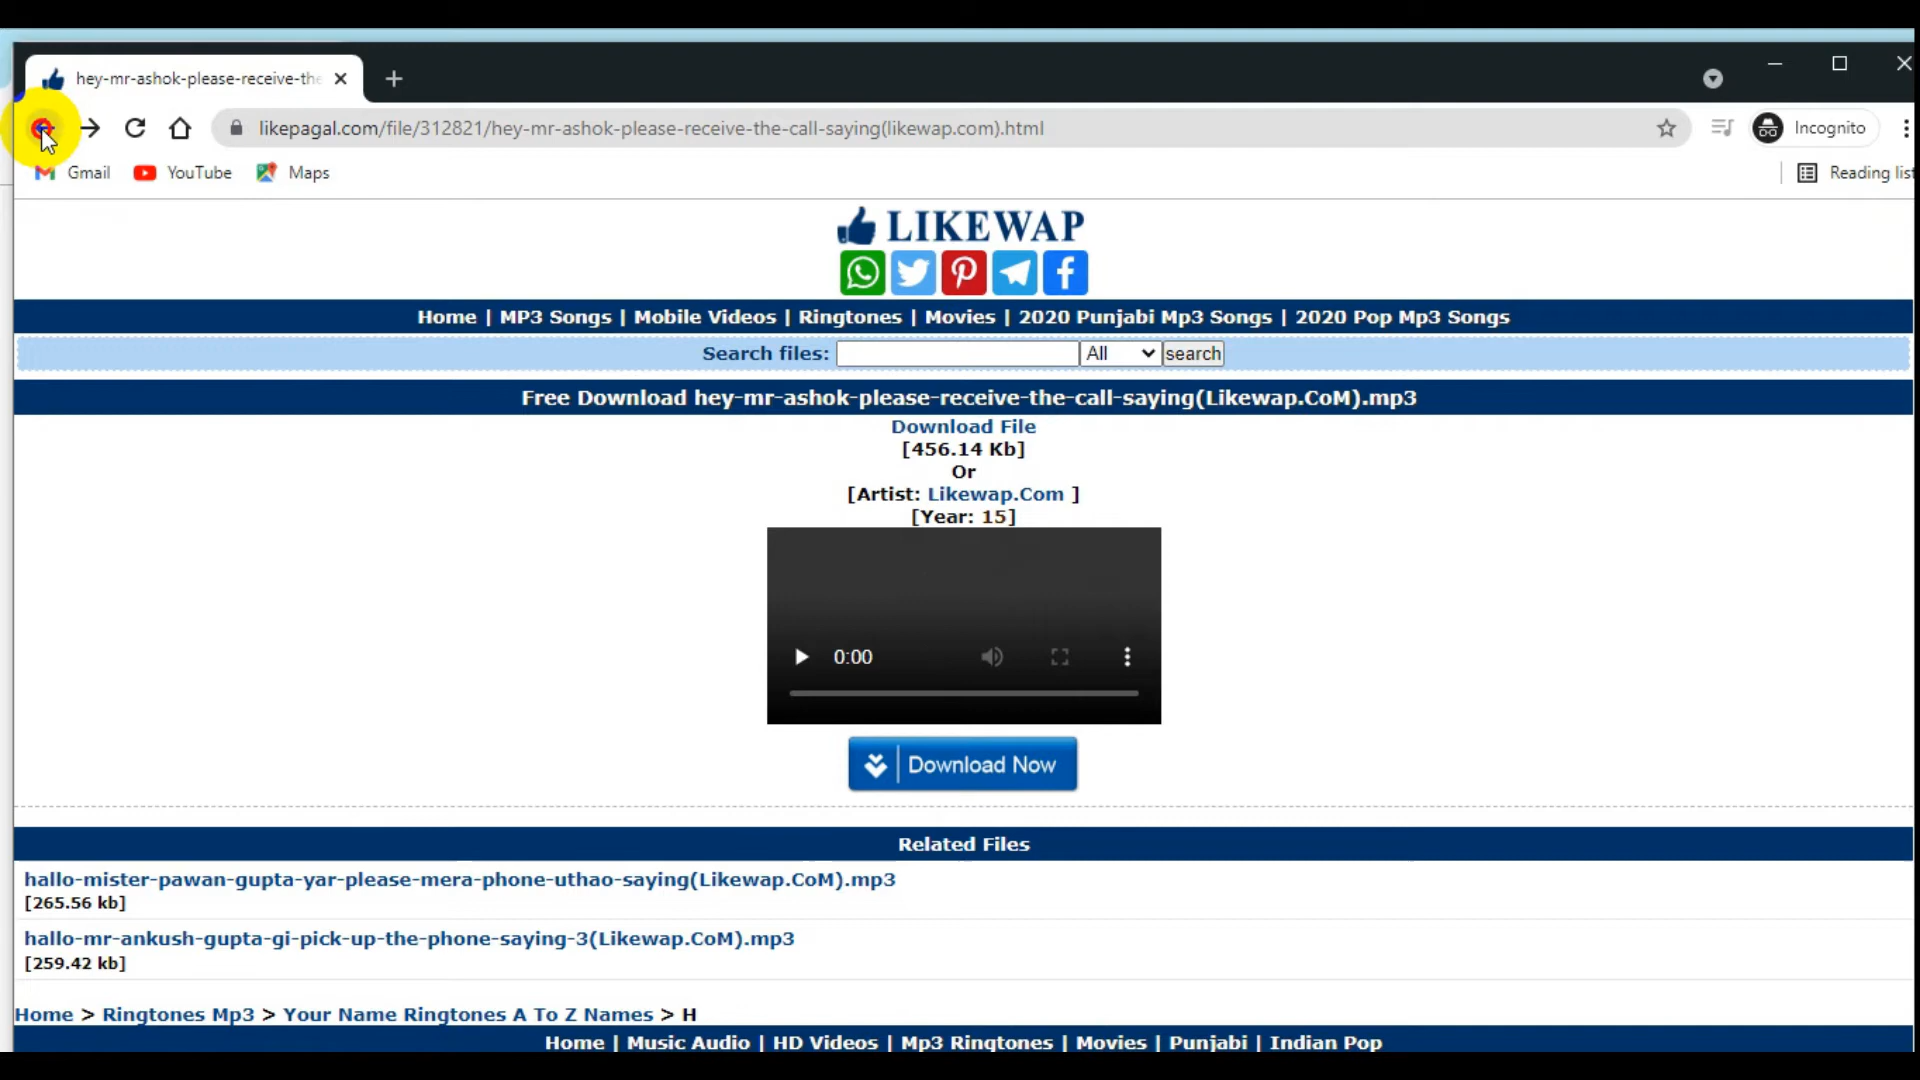 hey-mr-ashok-please-receive-the
likepagal.com/file/312821/hey-mr-ashok-please-receive-the-call-saying(likewap.com).html
Incognito
Gmail YouTube Maps
Reading list
LIKEWAP
Home | MP3 Songs | Mobile Videos | Ringtones | Movies | 2020 Punjabi Mp3 Songs | 2020 Pop Mp3 Songs
Search files: All search
Free Download hey-mr-ashok-please-receive-the-call-saying(Likewap.CoM).mp3
Download File
[456.14 Kb]
Or
[Artist: Likewap.Com ]
[Year: 15]
0:00
Download Now
Related Files
hallo-mister-pawan-gupta-yar-please-mera-phone-uthao-saying(Likewap.CoM).mp3
[265.56 kb]
hallo-mr-ankush-gupta-gi-pick-up-the-phone-saying-3(Likewap.CoM).mp3
[259.42 kb]
Home > Ringtones Mp3 > Your Name Ringtones A To Z Names > H
Home | Music Audio | HD Videos | Mp3 Ringtones | Movies | Punjabi | Indian Pop